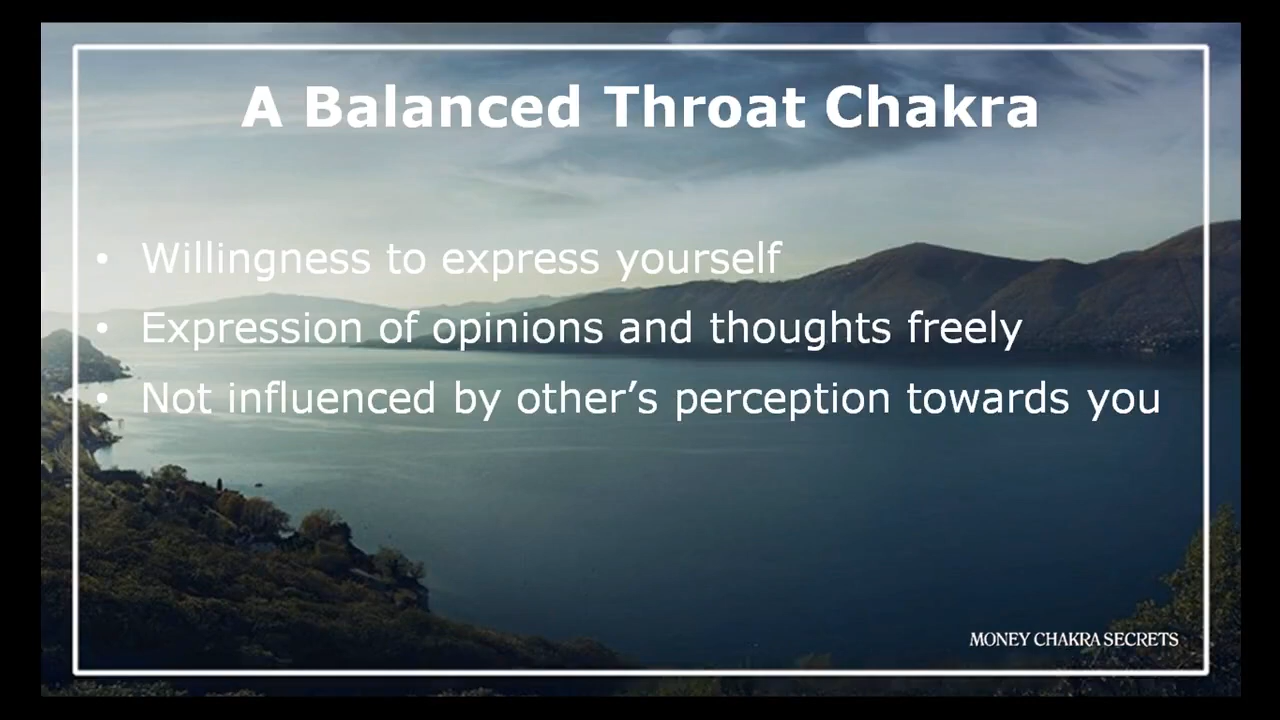 A Balanced Throat Chakra
• Willingness to express yourself
• Expression of opinions and thoughts freely
• Not influenced by other’s perception towards you
MONEY CHAKRA SECRETS